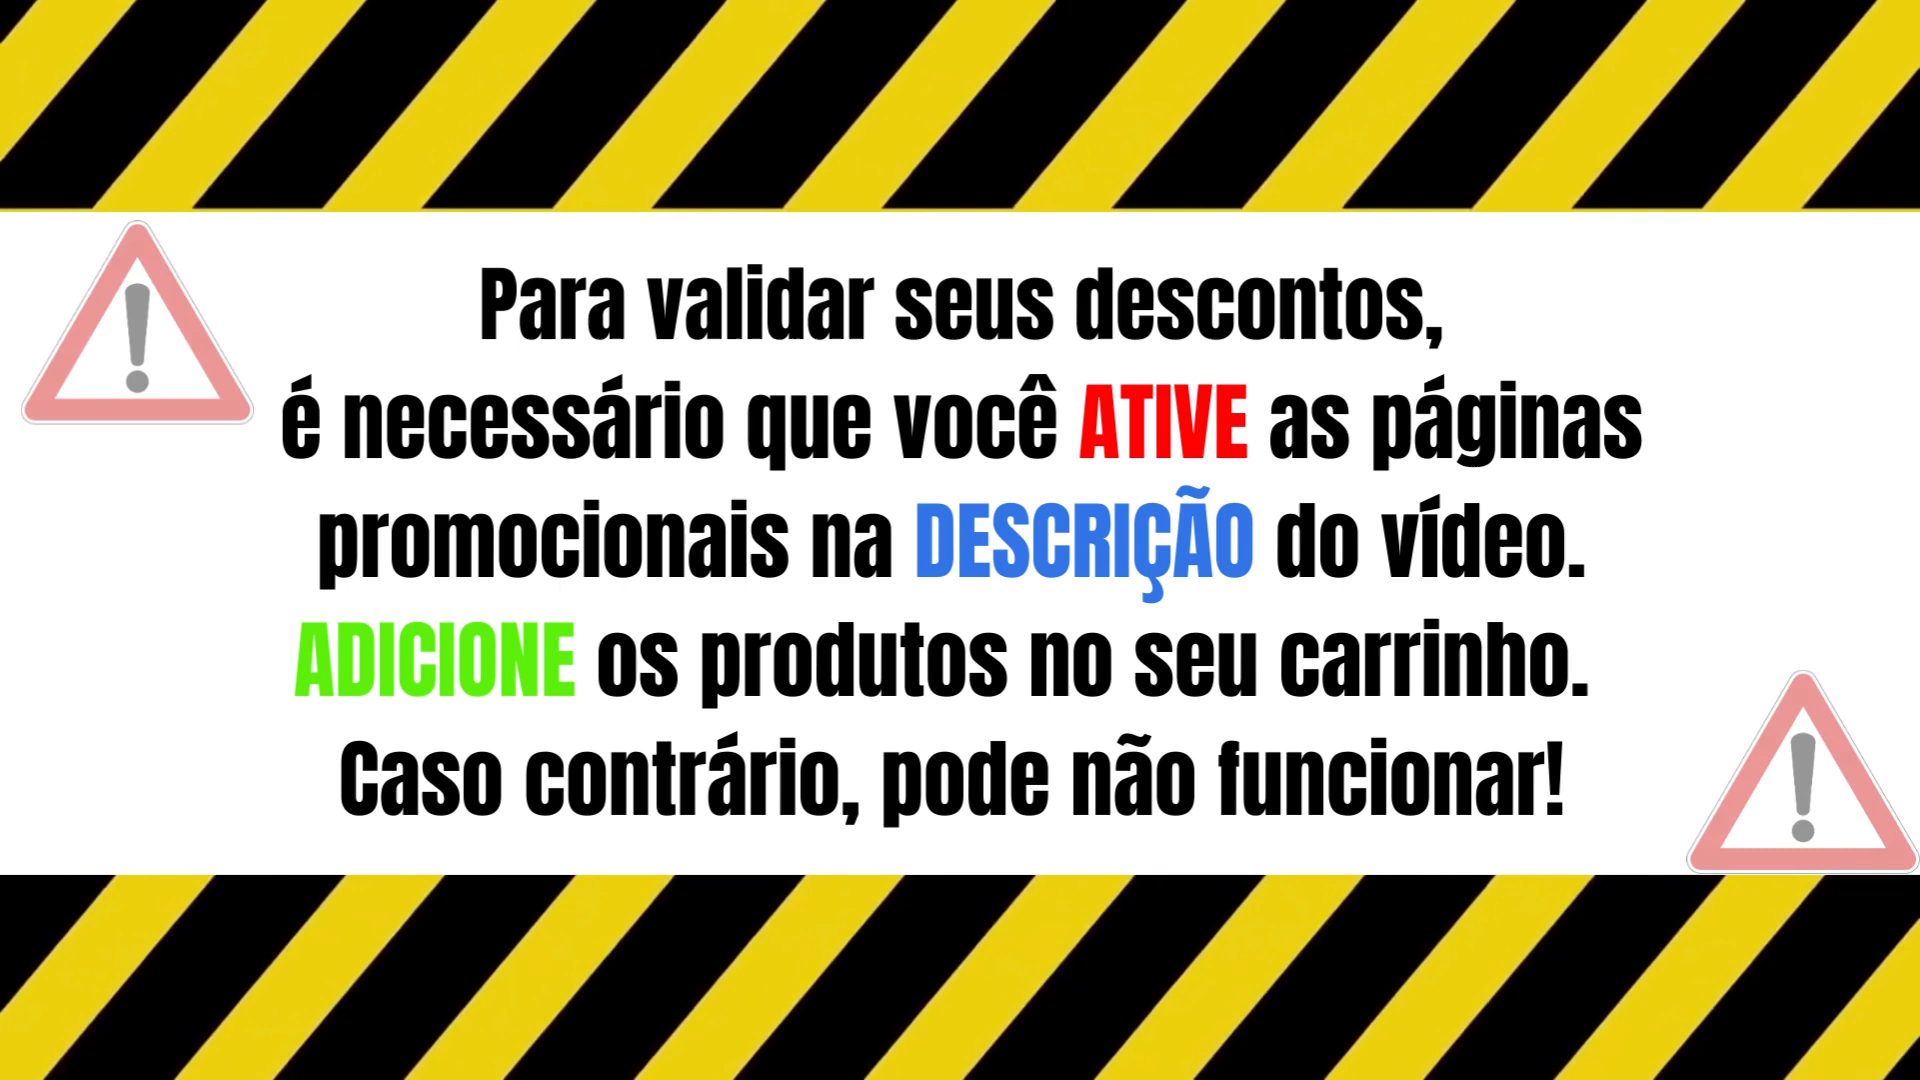 Para validar seus descontos,
é necessário que você ATIVE as páginas
promocionais na DESCRIÇÃO do vídeo.
ADICIONE os produtos no seu carrinho.
Caso contrário, pode não funcionar!